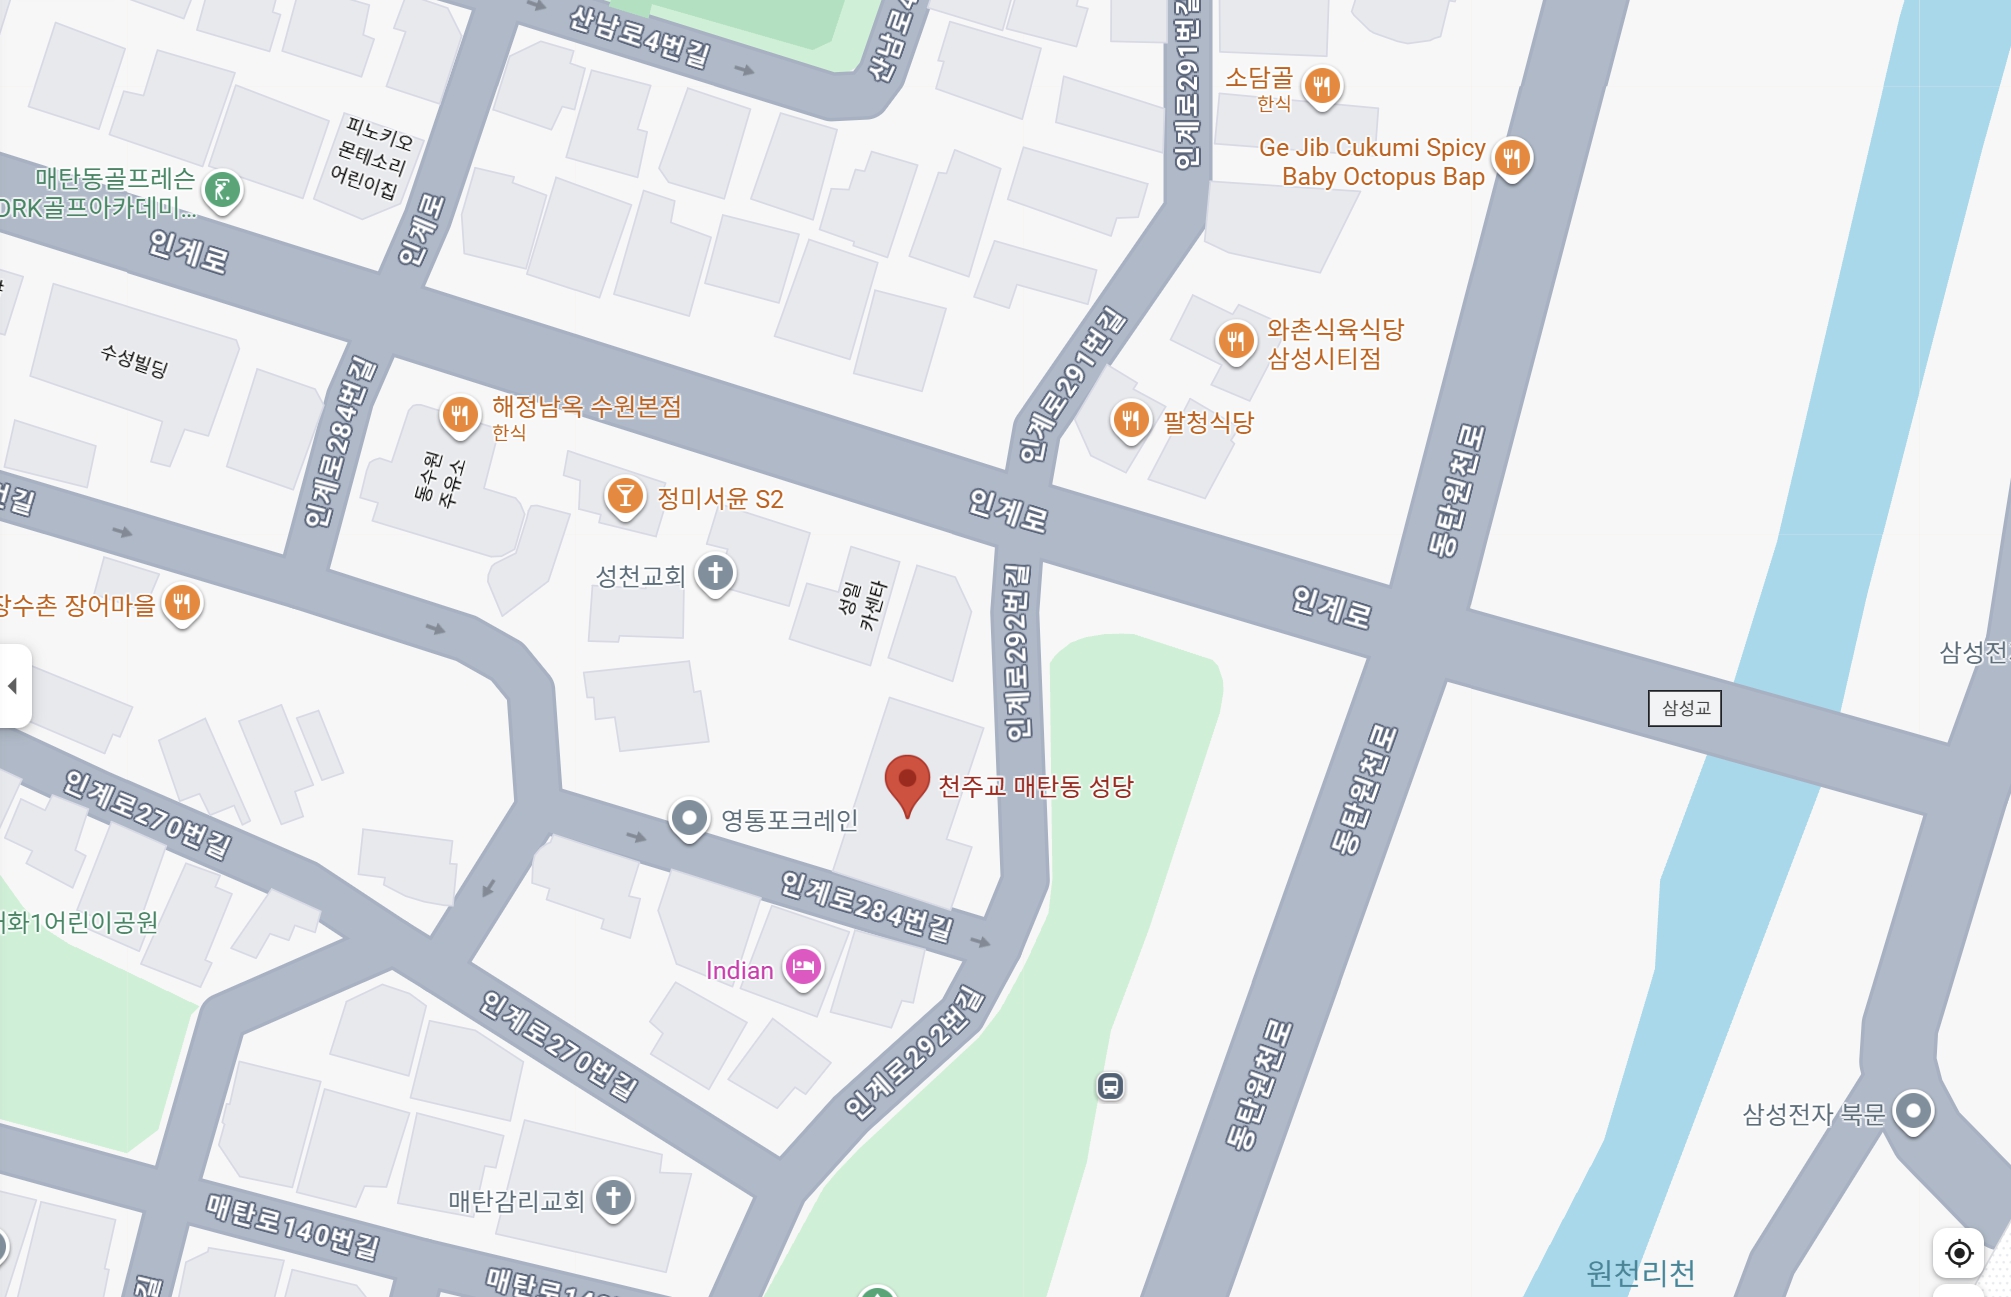 산남로4번길
산남로4
인계로291번길
소담골
한식
Ge Jib Cukumi Spicy
Baby Octopus Bap
피노키오
몬테소리
어린이집
매탄동골프레슨
DRK골프아카데미...
인계로
인계로
수성빌딩
인계로284번길
해정남옥 수원본점
한식
동수원
주유소
와촌식육식당
삼성시티점
인계로291번길
팔청식당
정미서윤 S2
인계로
동탄원천로
번길
성천교회
성일
카센타
인계로292번길
인계로
장수촌 장어마을
삼성전
삼성교
인계로270번길
천주교 매탄동 성당
영통포크레인
동탄원천로
인계로284번길
화1어린이공원
Indian
인계로270번길
인계로292번길
동탄원천로
삼성전자 북문
매탄감리교회
매탄로140번길
매탄로14
길
원천리천